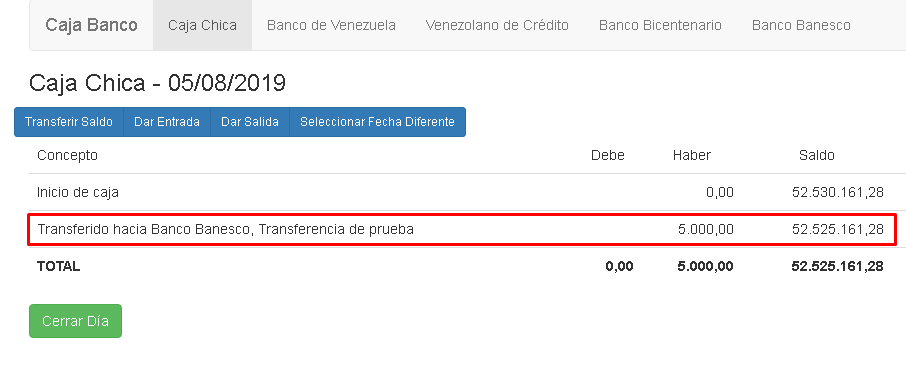 Caja Banco Caja Chica Banco de Venezuela Venezolano de Crédito Banco Bicentenario Banco Banesco
Caja Chica - 05/08/2019
Transferir Saldo Dar Entrada Dar Salida Seleccionar Fecha Diferente
Concepto Debe Haber Saldo
Inicio de caja 0,00 52.530.161,28
Transferido hacia Banco Banesco, Transferencia de prueba 5.000,00 52.525.161,28
TOTAL 0,00 5.000,00 52.525.161,28
Cerrar Día